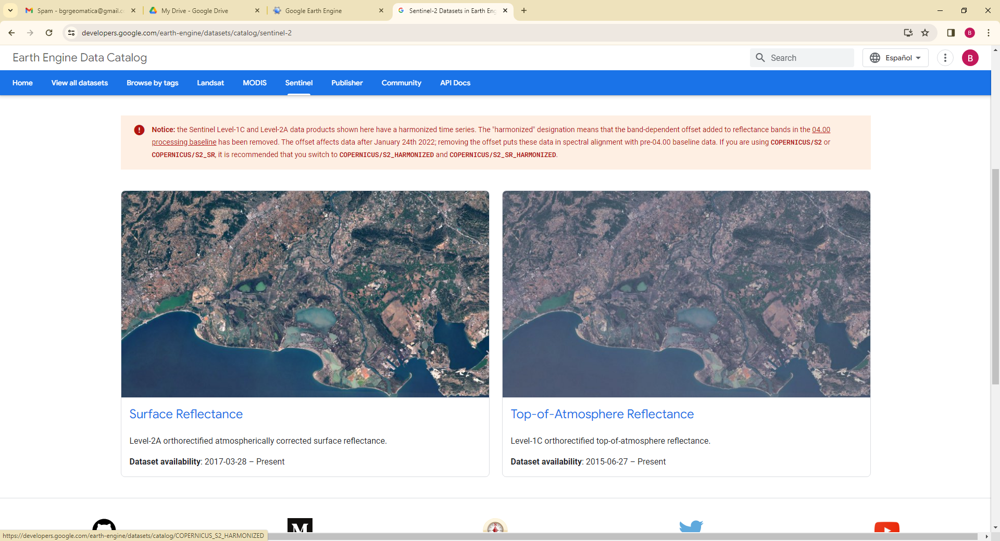 Spam - bgrgeomatica@gmail.c
My Drive - Google Drive
Google Earth Engine
Sentinel-2 Datasets in Earth Eng
developers.google.com/earth-engine/datasets/catalog/sentinel-2
B
Earth Engine Data Catalog
Search
Español
B
Home
View all datasets
Browse by tags
Landsat
MODIS
Sentinel
Publisher
Community
API Docs
Notice: the Sentinel Level-1C and Level-2A data products shown here have a harmonized time series. The "harmonized" designation means that the band-dependent offset added to reflectance bands in the 04.00
processing baseline has been removed. The offset affects data after January 24th 2022; removing the offset puts these data in spectral alignment with pre-04.00 baseline data. If you are using COPERNICUS/S2 or
COPERNICUS/S2_SR, it is recommended that you switch to COPERNICUS/S2_HARMONIZED and COPERNICUS/S2_SR_HARMONIZED.
Surface Reflectance
Level-2A orthorectified atmospherically corrected surface reflectance.
Dataset availability: 2017-03-28 – Present
Top-of-Atmosphere Reflectance
Level-1C orthorectified top-of-atmosphere reflectance.
Dataset availability: 2015-06-27 – Present
M
https://developers.google.com/earth-engine/datasets/catalog/COPERNICUS_S2_HARMONIZED